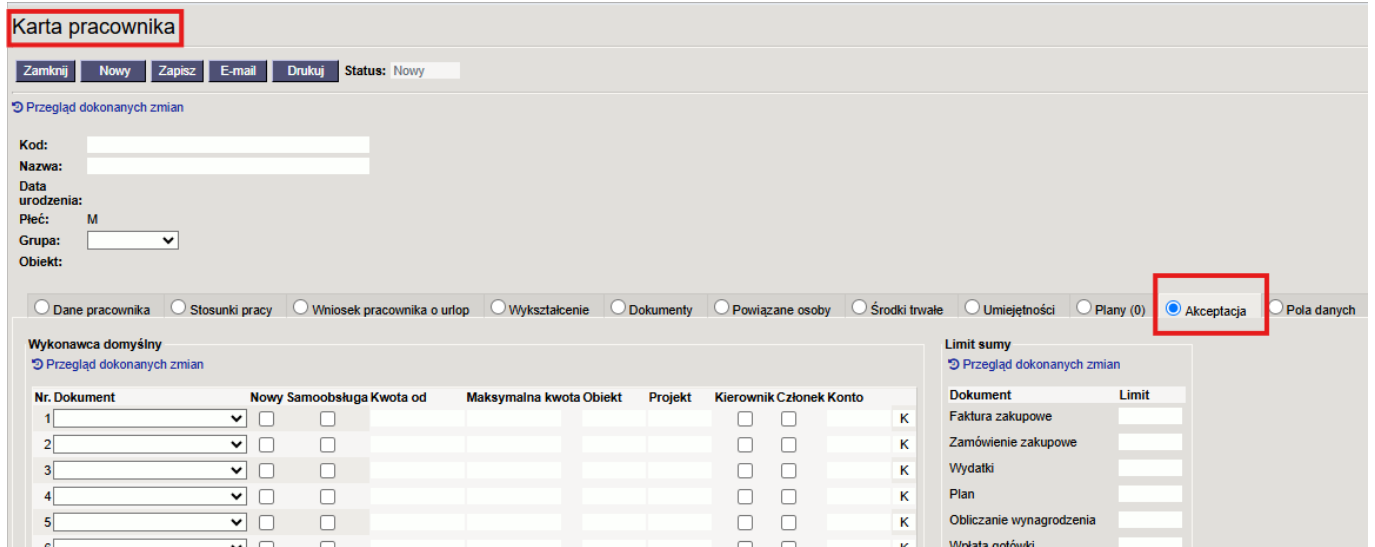 Karta pracownika
Zamknij Nowy Zapisz E-mail Drukuj Status: Nowy
Przegląd dokonanych zmian
Kod:
Nazwa:
Data
urodzenia:
Płeć: M
Grupa:
Obiekt:
Dane pracownika Stosunki pracy Wniosek pracownika o urlop Wykształcenie Dokumenty Powiązane osoby Środki trwałe Umiejętności Plany (0) Akceptacja Pola danych
Wykonawca domyślny
Przegląd dokonanych zmian
Nr. Dokument Nowy Samoobsługa Kwota od Maksymalna kwota Obiekt Projekt Kierownik Członek Konto
1 K
2 K
3 K
4 K
5 K
6 K
Limit sumy
Przegląd dokonanych zmian
Dokument Limit
Faktura zakupowe
Zamówienie zakupowe
Wydatki
Plan
Obliczanie wynagrodzenia
Wpłata gotówki